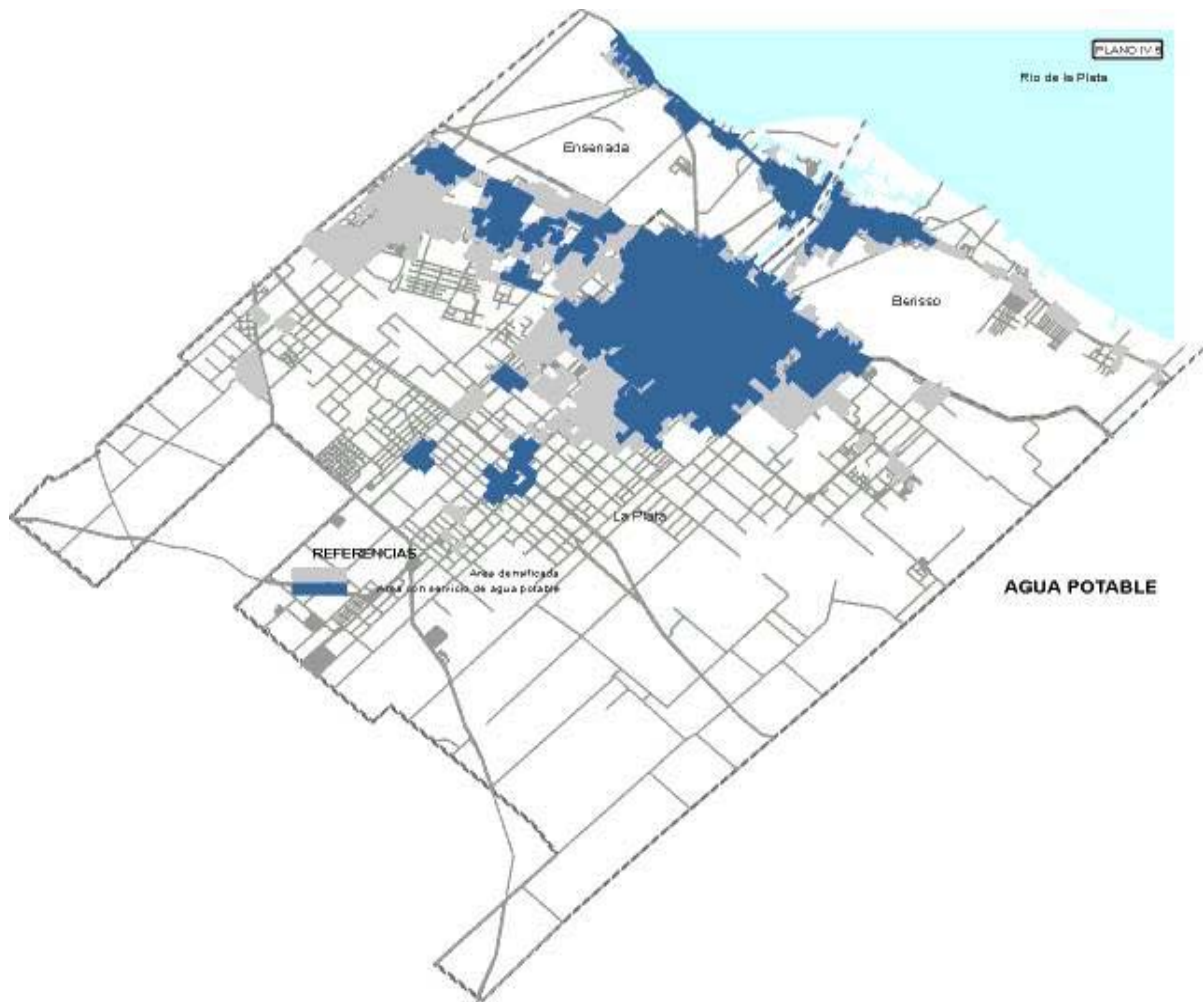 PLANO IV 5
Rio de la Plata
Ensenada
Berisso
La Plata
REFERENCIAS
Area densificada
Area con servicio de agua potable
AGUA POTABLE